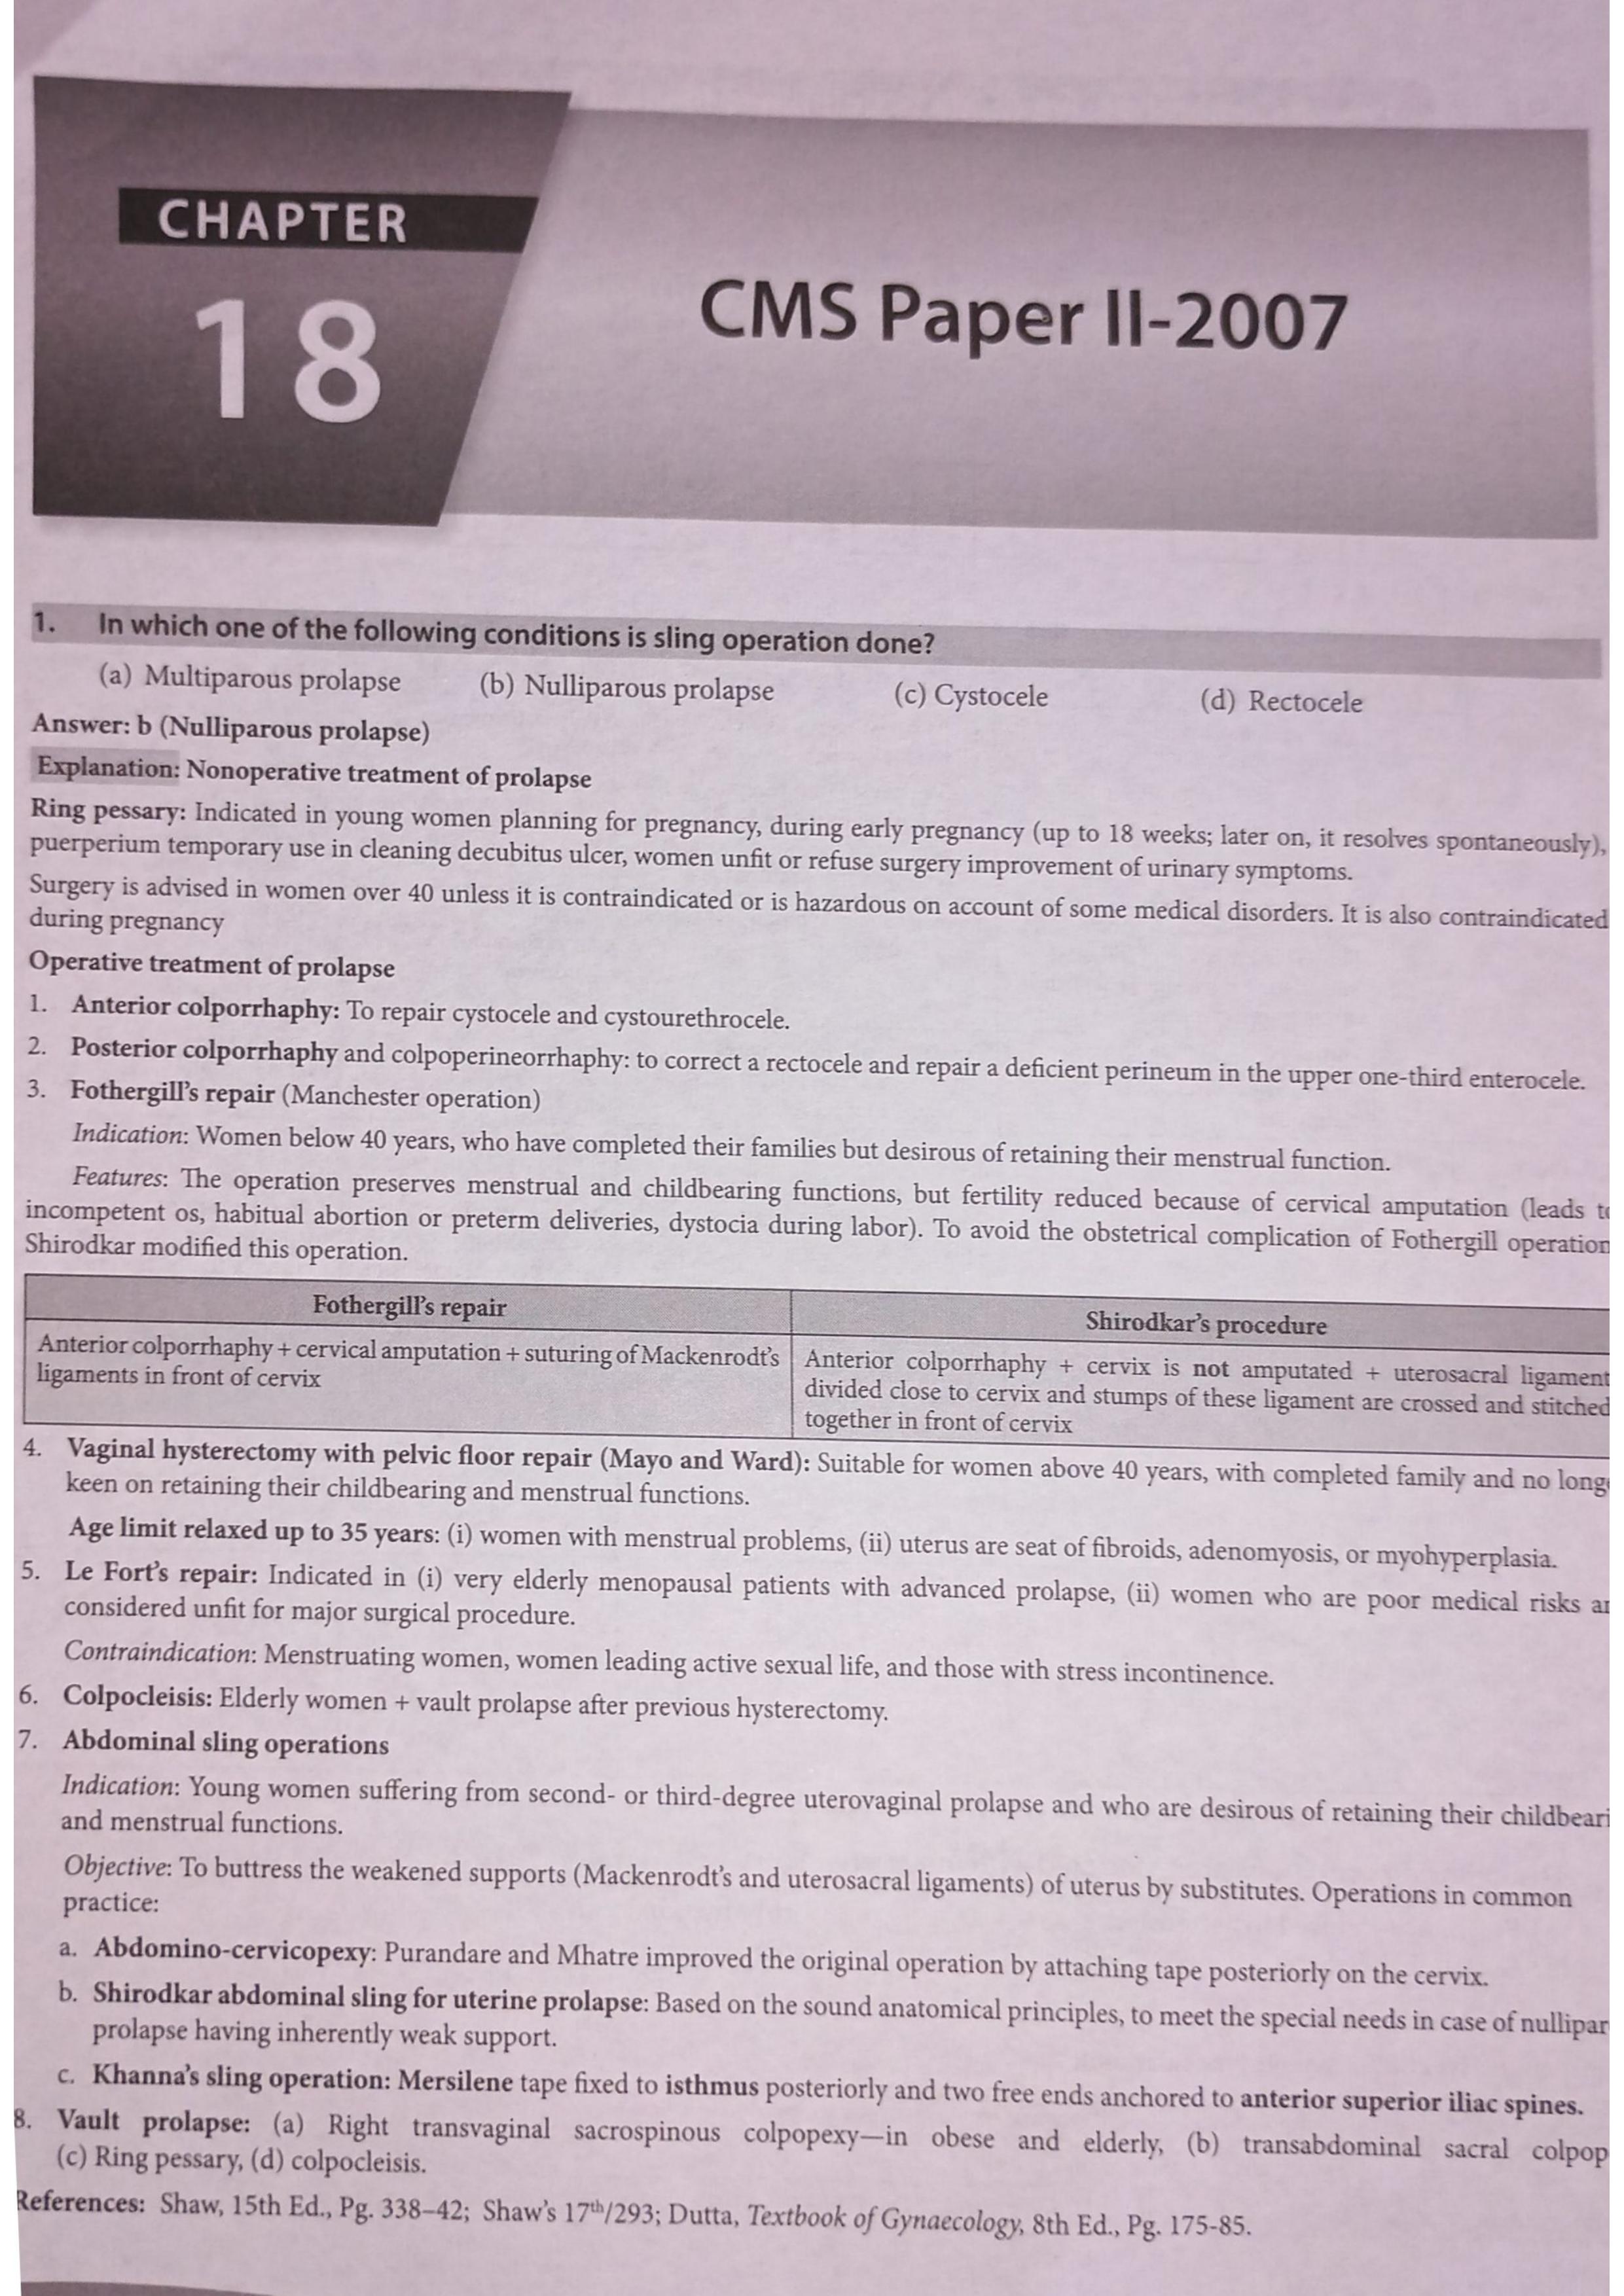 CHAPTER
18
CMS Paper II-2007
1. In which one of the following conditions is sling operation done?
(a) Multiparous prolapse (b) Nulliparous prolapse (c) Cystocele (d) Rectocele
Answer: b (Nulliparous prolapse)
Explanation: Nonoperative treatment of prolapse
Ring pessary: Indicated in young women planning for pregnancy, during early pregnancy (up to 18 weeks; later on, it resolves spontaneously),
puerperium temporary use in cleaning decubitus ulcer, women unfit or refuse surgery improvement of urinary symptoms.
Surgery is advised in women over 40 unless it is contraindicated or is hazardous on account of some medical disorders. It is also contraindicated
during pregnancy
Operative treatment of prolapse
1. Anterior colporrhaphy: To repair cystocele and cystourethrocele.
2. Posterior colporrhaphy and colpoperineorrhaphy: to correct a rectocele and repair a deficient perineum in the upper one-third enterocele.
3. Fothergill's repair (Manchester operation)
Indication: Women below 40 years, who have completed their families but desirous of retaining their menstrual function.
Features: The operation preserves menstrual and childbearing functions, but fertility reduced because of cervical amputation (leads to
incompetent os, habitual abortion or preterm deliveries, dystocia during labor). To avoid the obstetrical complication of Fothergill operation
Shirodkar modified this operation.
Fothergill's repair Shirodkar's procedure
Anterior colporrhaphy + cervical amputation + suturing of Mackenrodt's
ligaments in front of cervix
Anterior colporrhaphy + cervix is not amputated + uterosacral ligament
divided close to cervix and stumps of these ligament are crossed and stitched
together in front of cervix
4. Vaginal hysterectomy with pelvic floor repair (Mayo and Ward): Suitable for women above 40 years, with completed family and no
keen on retaining their childbearing and menstrual functions.
Age limit relaxed up to 35 years: (i) women with menstrual problems, (ii) uterus are seat of fibroids, adenomyosis, or myohyperplasia.
5. Le Fort's repair: Indicated in (i) very elderly menopausal patients with advanced prolapse, (ii) women who are poor medical risks
considered unfit for major surgical procedure.
Contraindication: Menstruating women, women leading active sexual life, and those with stress incontinence.
6. Colpocleisis: Elderly women + vault prolapse after previous hysterectomy.
7. Abdominal sling operations
Indication: Young women suffering from second- or third-degree uterovaginal prolapse and who are desirous of retaining their
and menstrual functions.
Objective: To buttress the weakened supports (Mackenrodt's and uterosacral ligaments) of uterus by substitutes. Operations in common
practice:
a. Abdomino-cervicopexy: Purandare and Mhatre improved the original operation by attaching tape posteriorly on the cervix.
b. Shirodkar abdominal sling for uterine prolapse: Based on the sound anatomical principles, to meet the special needs in case of
prolapse having inherently weak support.
c. Khanna's sling operation: Mersilene tape fixed to isthmus posteriorly and two free ends anchored to anterior superior iliac spines.
8. Vault prolapse: (a) Right transvaginal sacrospinous colpopexy—in obese and elderly, (b) transabdominal sacral
(c) Ring pessary, (d) colpocleisis.
References: Shaw, 15th Ed., Pg. 338–42; Shaw's 17th/293; Dutta, Textbook of Gynaecology, 8th Ed., Pg. 175-85.